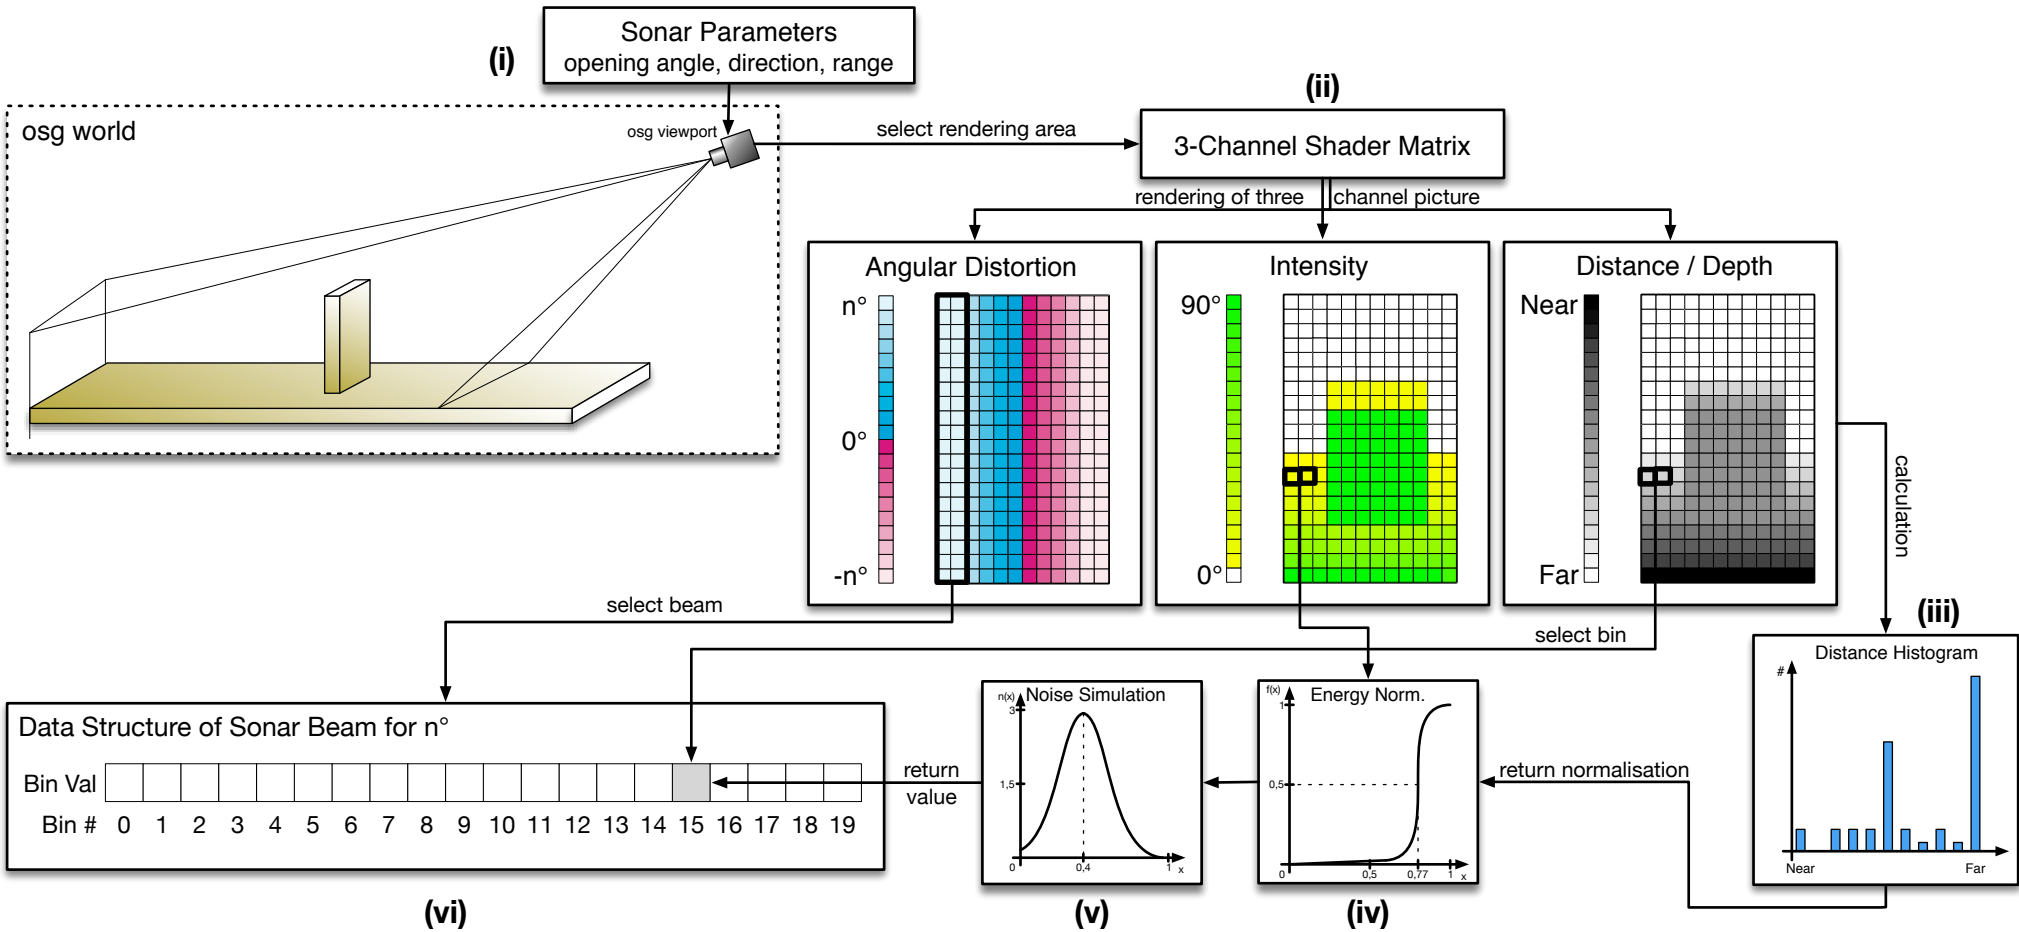 Sonar Parameters
opening angle, direction, range
(i)
(ii)
osg world
osg viewport
select rendering area
3-Channel Shader Matrix
rendering of three
channel picture
Angular Distortion
n°
0°
-n°
Intensity
90°
0°
Distance / Depth
Near
Far
calculation
select beam
select bin
(iii)
Distance Histogram
#
Near
Far
return normalisation
Energy Norm.
f(x)
1
0,5
0
0,5
0,77
1
x
(iv)
Noise Simulation
n(x)
3
1,5
0
0,4
1
x
(v)
return
value
Data Structure of Sonar Beam for n°
Bin Val
Bin # 0 1 2 3 4 5 6 7 8 9 10 11 12 13 14 15 16 17 18 19
(vi)